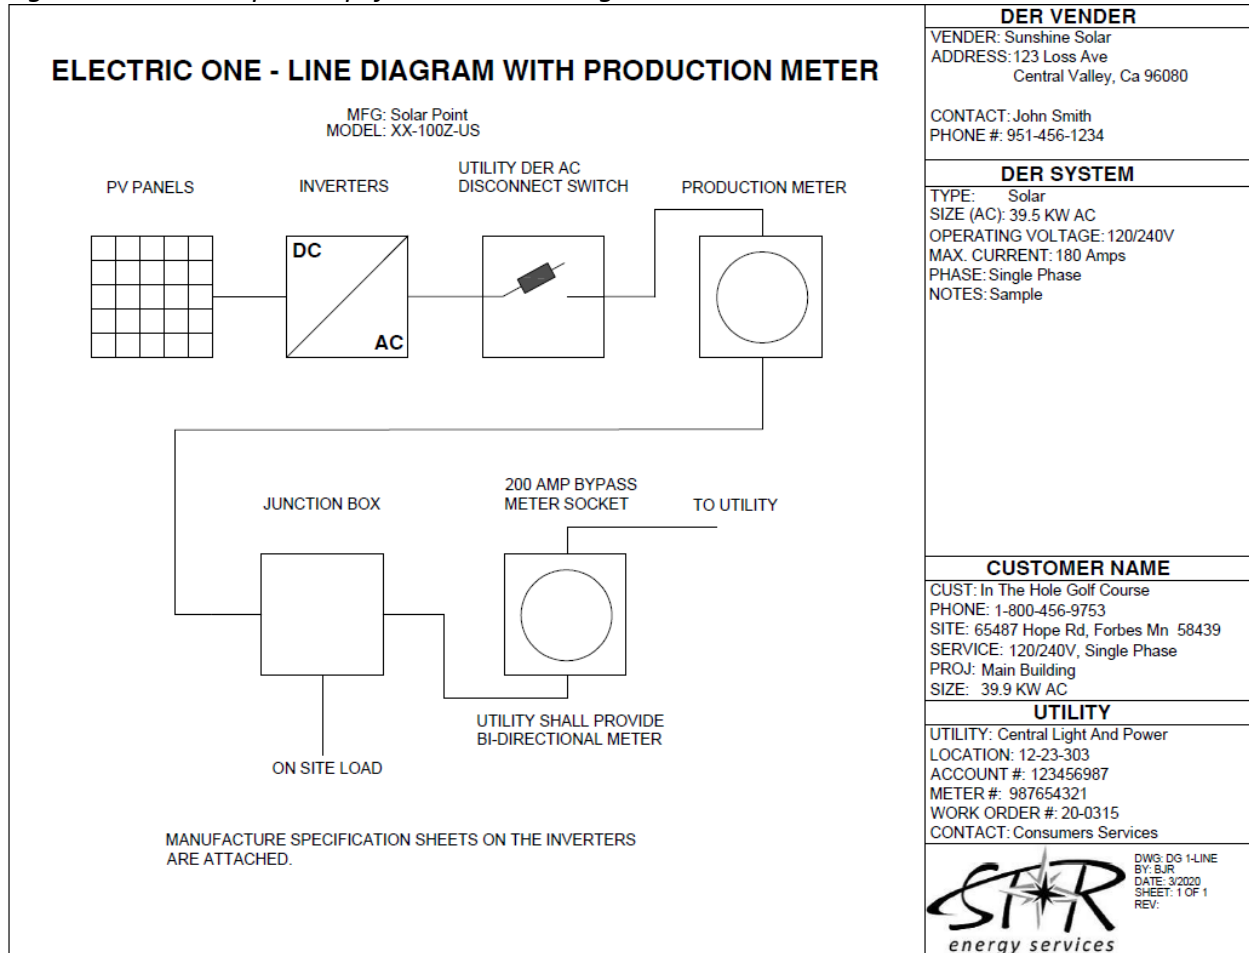 ELECTRIC ONE - LINE DIAGRAM WITH PRODUCTION METER
MFG: Solar Point
MODEL: XX-100Z-US
PV PANELS
INVERTERS
UTILITY DER AC
DISCONNECT SWITCH
PRODUCTION METER
DC
AC
JUNCTION BOX
200 AMP BYPASS
METER SOCKET
TO UTILITY
UTILITY SHALL PROVIDE
BI-DIRECTIONAL METER
ON SITE LOAD
MANUFACTURE SPECIFICATION SHEETS ON THE INVERTERS
ARE ATTACHED.
DER VENDER
VENDER: Sunshine Solar
ADDRESS: 123 Loss Ave
Central Valley, Ca 96080
CONTACT: John Smith
PHONE #: 951-456-1234
DER SYSTEM
TYPE: Solar
SIZE (AC): 39.5 KW AC
OPERATING VOLTAGE: 120/240V
MAX. CURRENT: 180 Amps
PHASE: Single Phase
NOTES: Sample
CUSTOMER NAME
CUST: In The Hole Golf Course
PHONE: 1-800-456-9753
SITE: 65487 Hope Rd, Forbes Mn 58439
SERVICE: 120/240V, Single Phase
PROJ: Main Building
SIZE: 39.9 KW AC
UTILITY
UTILITY: Central Light And Power
LOCATION: 12-23-303
ACCOUNT #: 123456987
METER #: 987654321
WORK ORDER #: 20-0315
CONTACT: Consumers Services
STAR
energy services
DWG: DG 1-LINE
BY: BJR
DATE: 3/2020
SHEET: 1 OF 1
REV: